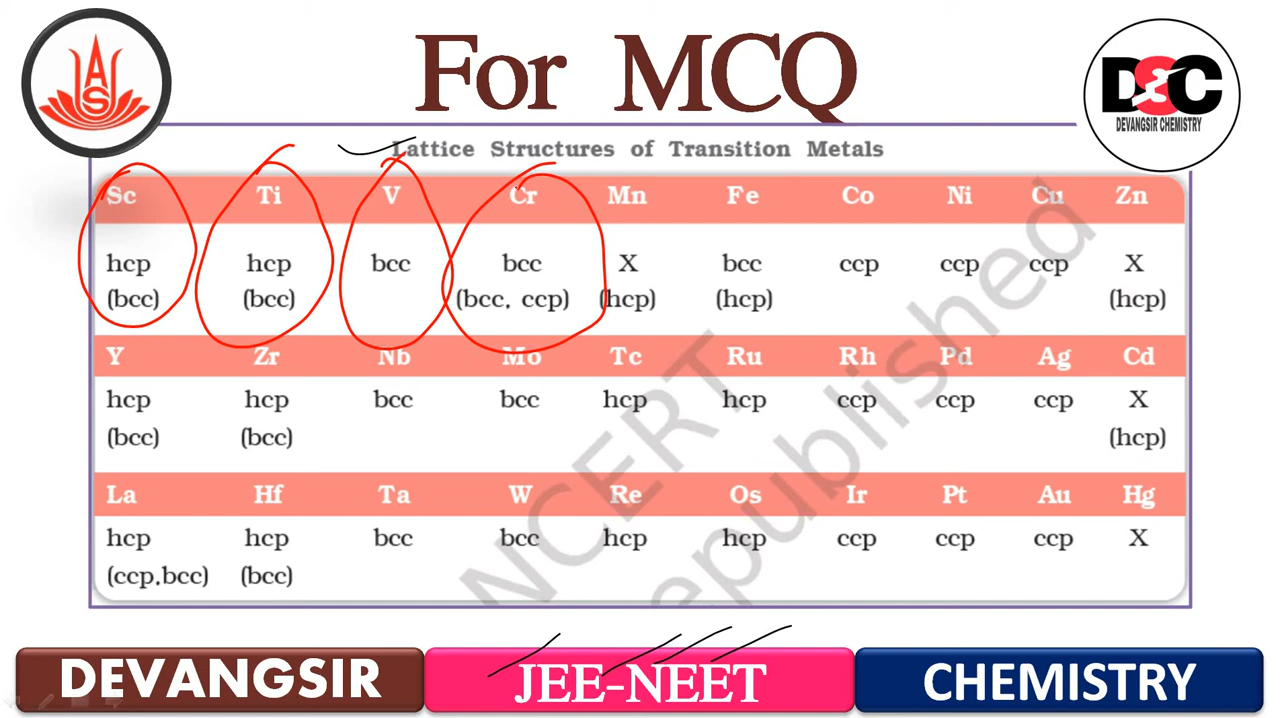 For MCQ
AS
DSC
DEVANGSIR CHEMISTRY
Lattice Structures of Transition Metals
Sc Ti V Cr Mn Fe Co Ni Cu Zn
hcp hcp bcc bcc X bcc ccp ccp ccp X
(bcc) (bcc) (bcc, ccp) (hcp) (hcp) (hcp)
Y Zr Nb Mo Tc Ru Rh Pd Ag Cd
hcp hcp bcc bcc hcp hcp ccp ccp ccp X
(bcc) (bcc) (hcp)
La Hf Ta W Re Os Ir Pt Au Hg
hcp hcp bcc bcc hcp hcp ccp ccp ccp X
(ccp,bcc) (bcc)
NCERT
republished
DEVANGSIR JEE-NEET CHEMISTRY